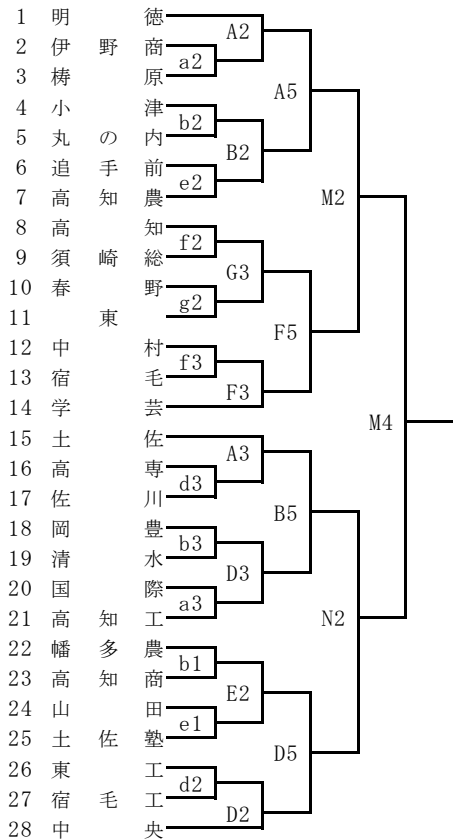 1 明徳
A2
2 伊野商
a2
3 梼原
A5
4 小津
b2
5 丸の内
B2
6 追手前
e2
7 高知農
M2
8 高知
f2
9 須崎総
G3
10 春野
g2
11 東
F5
12 中村
f3
13 宿毛
F3
14 学芸
M4
15 土佐
A3
16 高専
d3
17 佐川
B5
18 岡豊
b3
19 清水
D3
20 国際
a3
21 高知工
N2
22 幡多農
b1
23 高知商
E2
24 山田
e1
25 土佐塾
D5
26 東工
d2
27 宿毛工
D2
28 中央